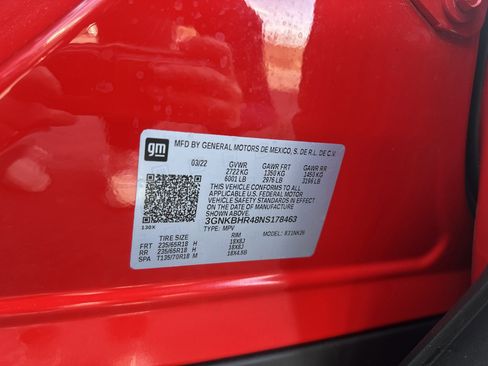 gm
MFD BY GENERAL MOTORS DE MEXICO, S. DE R.L. DE C.V.
03/22 GVWR GAWR FRT GAWR RR
2722 KG 1350 KG 1450 KG
6001 LB 2976 LB 3196 LB
THIS VEHICLE CONFORMS TO ALL
APPLICABLE U.S. FEDERAL MOTOR
VEHICLE SAFETY STANDARDS IN EFFECT
ON THE DATE OF MANUFACTURE
SHOWN ABOVE.
3GNKBHR48NS178463
130X TYPE: MPV MODEL:
TIRE SIZE RIM
FRT 235/65R18 H 18X8J
RR 235/65R18 H 18X8J
SPA T135/70R18 M 18X4.5B